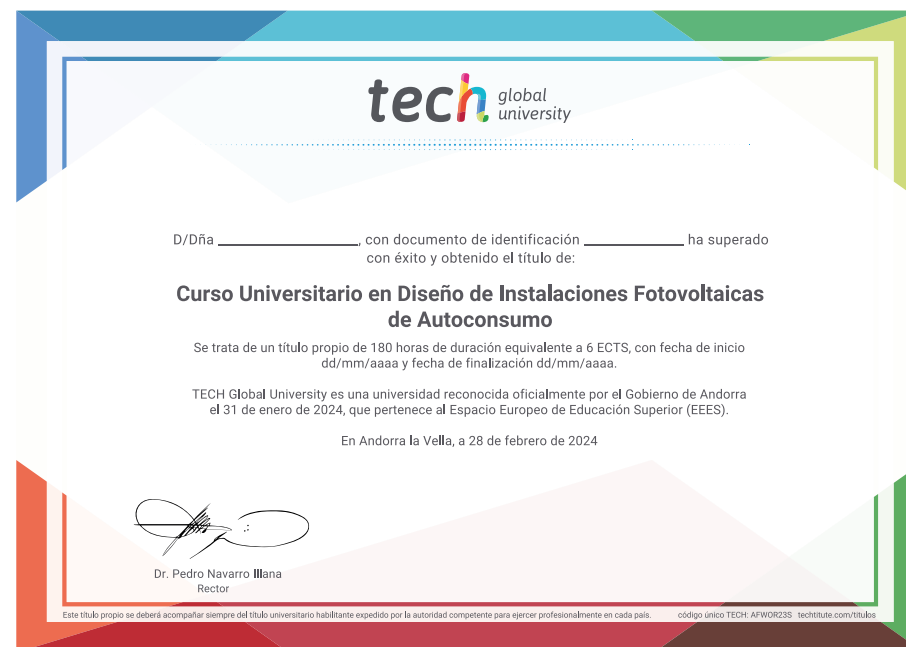 tech global university
D/Dña ____________________, con documento de identificación ______________ ha superado
con éxito y obtenido el título de:
Curso Universitario en Diseño de Instalaciones Fotovoltaicas
de Autoconsumo
Se trata de un título propio de 180 horas de duración equivalente a 6 ECTS, con fecha de inicio
dd/mm/aaaa y fecha de finalización dd/mm/aaaa.
TECH Global University es una universidad reconocida oficialmente por el Gobierno de Andorra
el 31 de enero de 2024, que pertenece al Espacio Europeo de Educación Superior (EEES).
En Andorra la Vella, a 28 de febrero de 2024
Dr. Pedro Navarro Illana
Rector
Este título propio se deberá acompañar siempre del título universitario habilitante expedido por la autoridad competente para ejercer profesionalmente en cada país. código único TECH: AFWOR23S techtitute.com/titulos